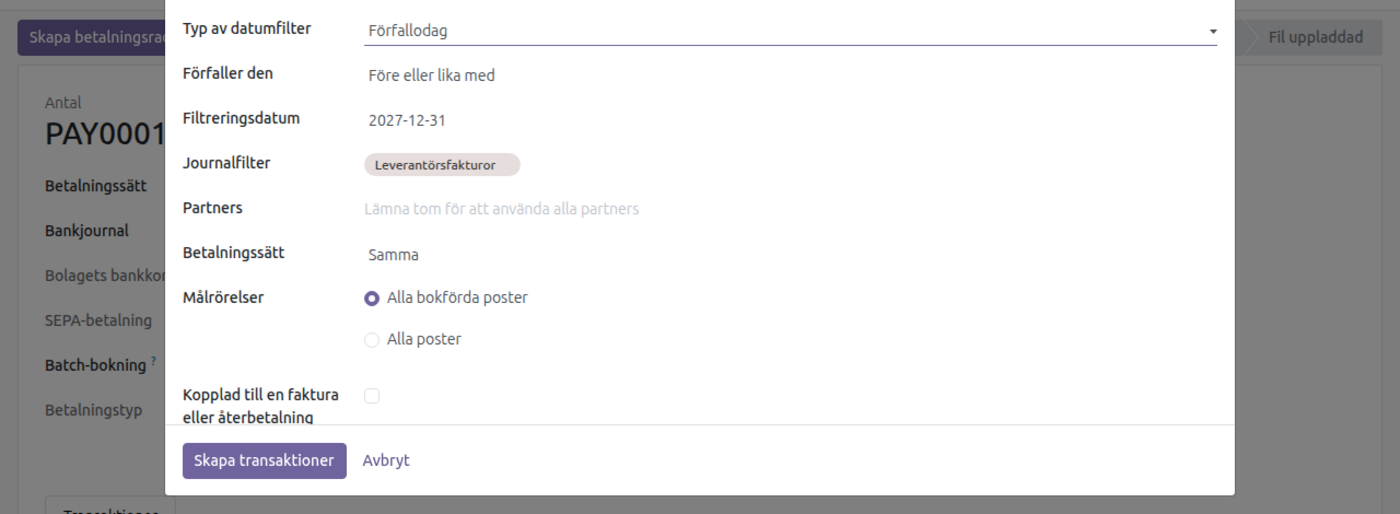 Typ av datumfilter
Förfallodag
Skapa betalningsrad
Fil uppladdad
Förfaller den
Före eller lika med
Antal
Filtreringsdatum
2027-12-31
PAY0001
Journalfilter
Leverantörsfakturor
Betalningssätt
Partners
Lämna tom för att använda alla partners
Bankjournal
Betalningssätt
Samma
Bolagets bankkon
Målrörelser
Alla bokförda poster
SEPA-betalning
Alla poster
Batch-bokning ?
Kopplad till en faktura
eller återbetalning
Betalningstyp
Skapa transaktioner
Avbryt
Transaktioner